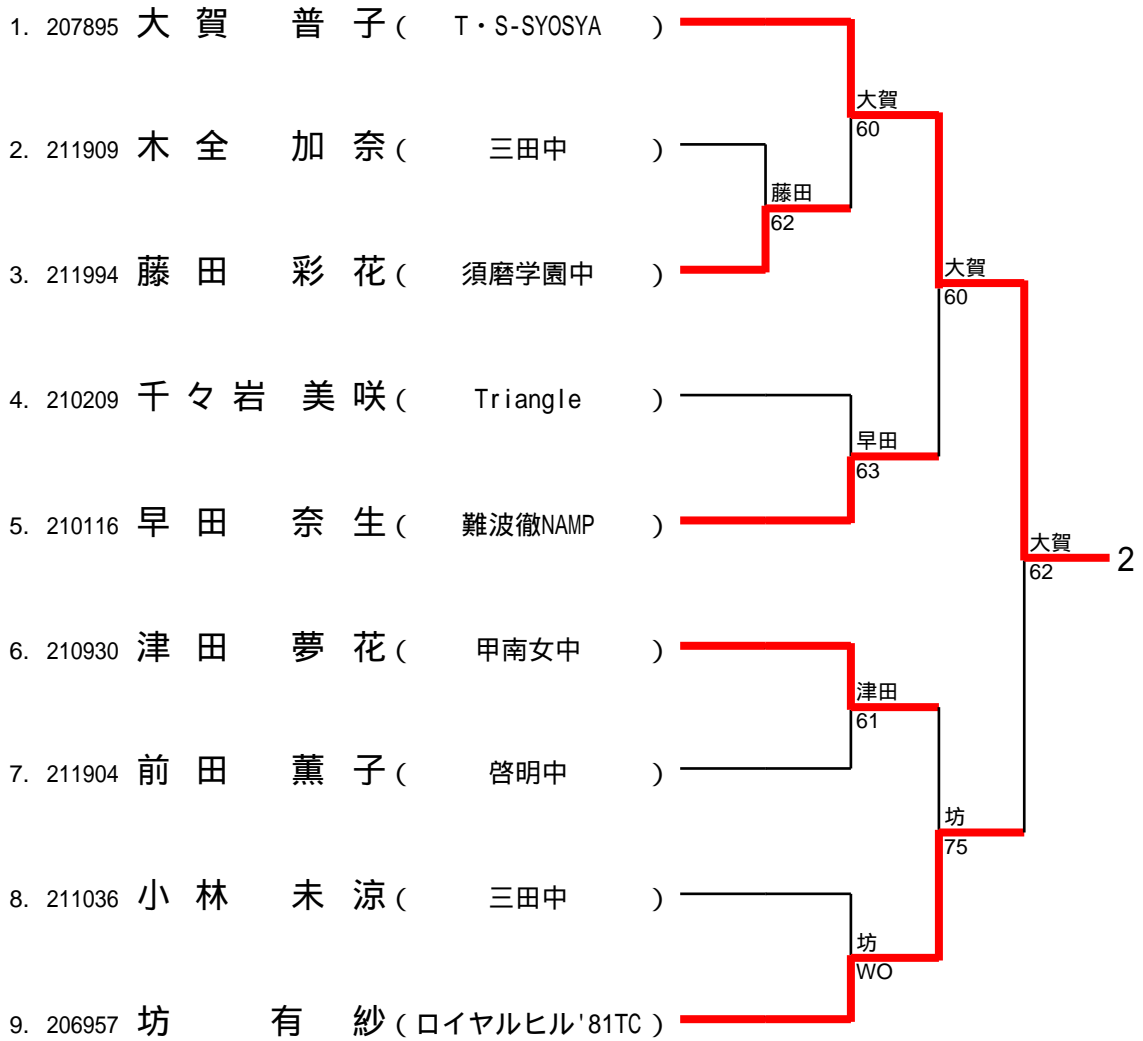 1. 207895 大賀 普子 ( T・S-SYOSYA )
大賀
60
2. 211909 木全 加奈 ( 三田中 )
藤田
62
3. 211994 藤田 彩花 ( 須磨学園中 )
大賀
60
4. 210209 千々岩 美咲 ( Triangle )
早田
63
5. 210116 早田 奈生 ( 難波徹NAMP )
大賀
62
2
6. 210930 津田 夢花 ( 甲南女中 )
津田
61
7. 211904 前田 薫子 ( 啓明中 )
坊
75
8. 211036 小林 未涼 ( 三田中 )
坊
WO
9. 206957 坊 有紗 ( ロイヤルヒル'81TC )